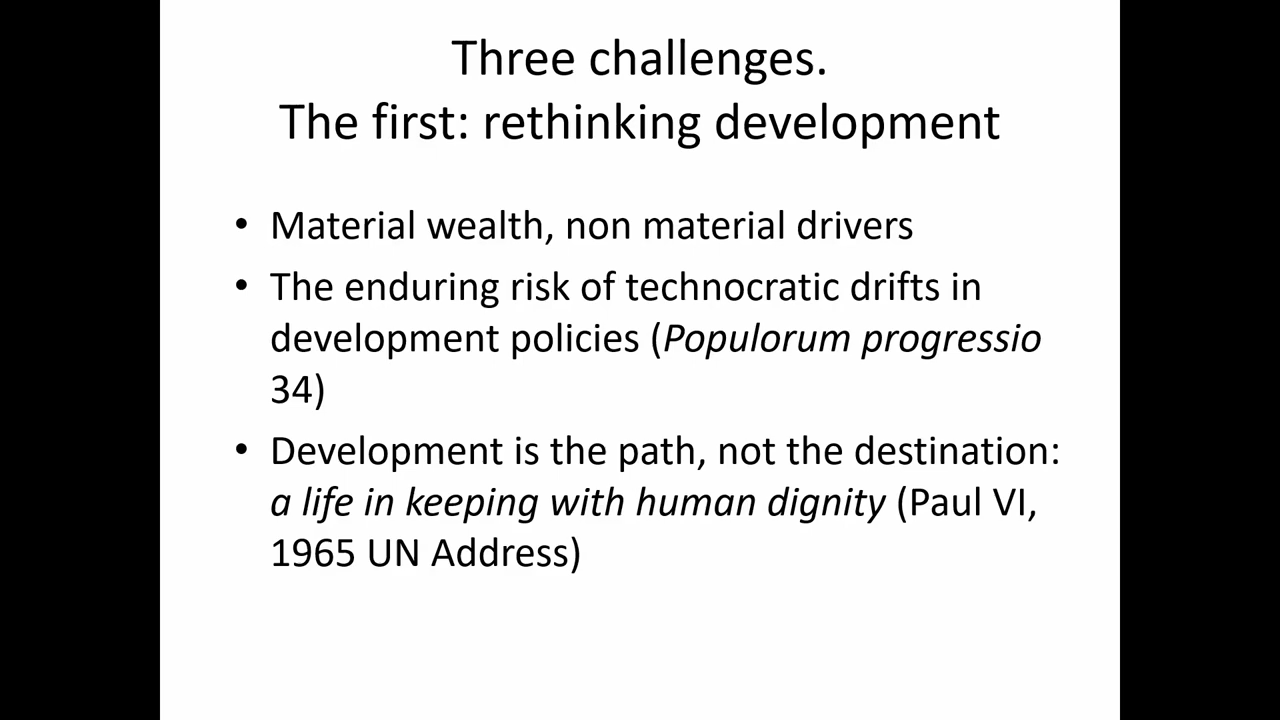 Three challenges.
The first: rethinking development
• Material wealth, non material drivers
• The enduring risk of technocratic drifts in
development policies (Populorum progressio
34)
• Development is the path, not the destination:
a life in keeping with human dignity (Paul VI,
1965 UN Address)